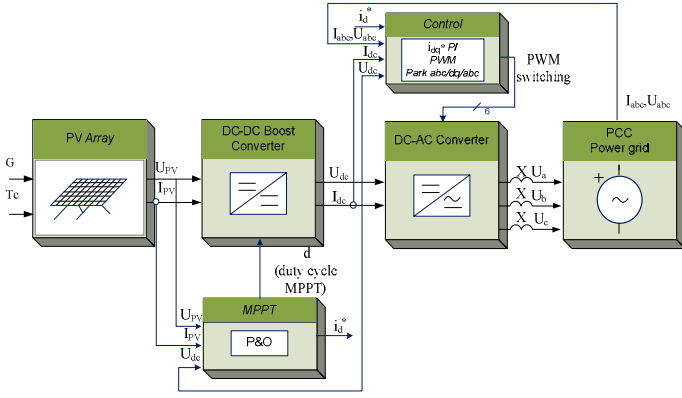 i_d*
I_abc,U_abc
I_dc
U_dc
Control
i_dq* PI
PWM
Park abc/dq/abc
PWM
switching
6
I_abc,U_abc
G
Tc
PV Array
U_PV
I_PV
DC-DC Boost
Converter
U_dc
I_dc
DC-AC Converter
X U_a
X U_b
X U_c
PCC
Power grid
+
d
(duty cycle
MPPT)
U_PV
I_PV
U_dc
MPPT
P&O
i_d*